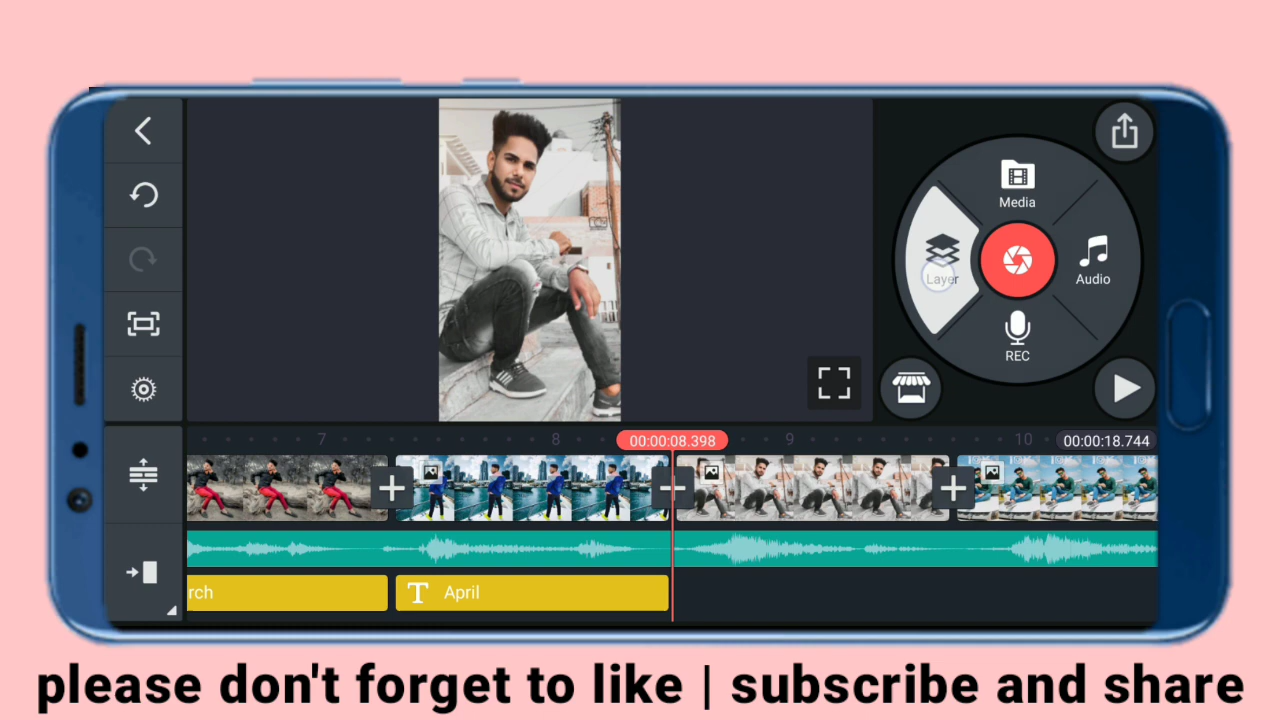 Media
Layer
Audio
REC
7
8
00:00:08.398
9
10
00:00:18.744
rch
T April
please don't forget to like | subscribe and share